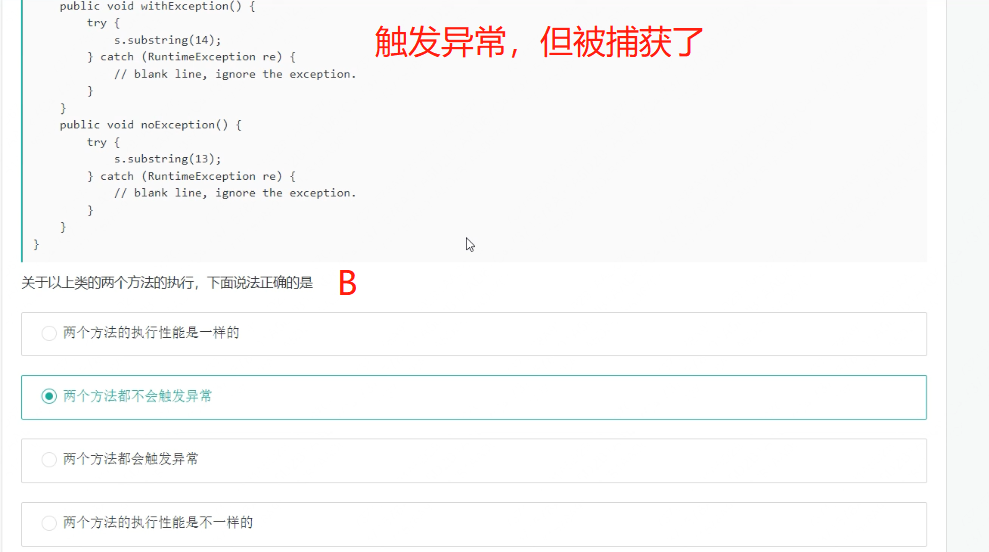 public void withException() {
try {
s.substring(14);
} catch (RuntimeException re) {
// blank line, ignore the exception.
}
}
public void noException() {
try {
s.substring(13);
} catch (RuntimeException re) {
// blank line, ignore the exception.
}
}
}
触发异常，但被捕获了
关于以上类的两个方法的执行，下面说法正确的是 B
两个方法的执行性能是一样的
两个方法都不会触发异常
两个方法都会触发异常
两个方法的执行性能是不一样的